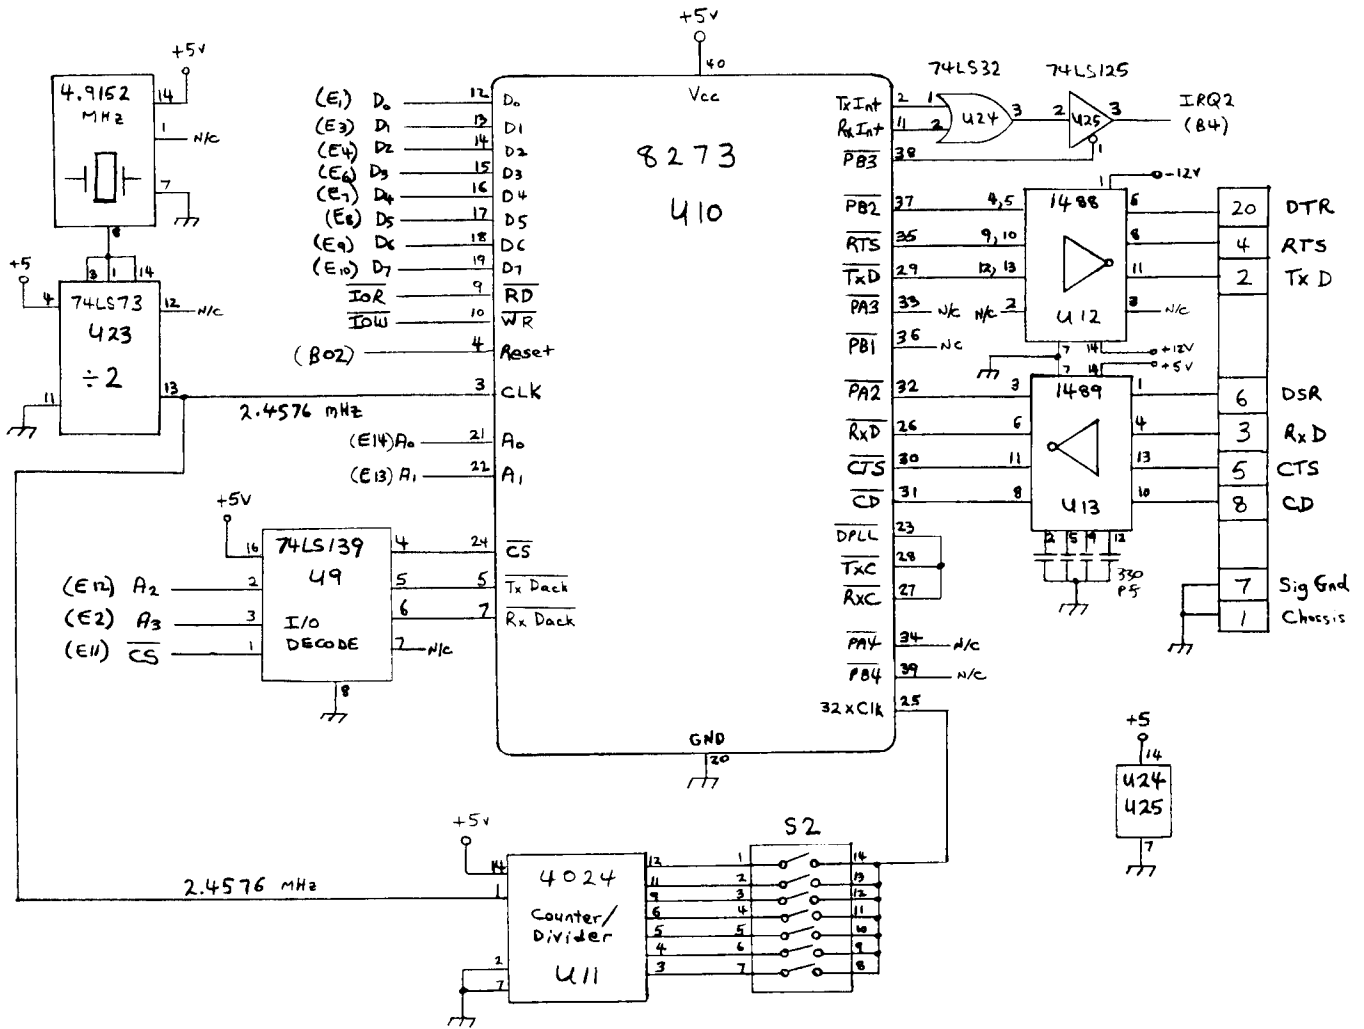 +5v
40
Vcc
8273
U10
GND
20
+5v
4.9152
MHz
14
1
N/C
7
8
+5
3
1
14
4
74LS73
U23
÷2
12
N/C
11
13
2.4576 MHz
(E1) D0 12 D0
(E3) D1 13 D1
(E4) D2 14 D2
(E6) D3 15 D3
(E7) D4 16 D4
(E8) D5 17 D5
(E9) D6 18 D6
(E10) D7 19 D7
IOR 9 RD
IOW 10 WR
(B02) 4 Reset
3 CLK
(E14) A0 21 A0
(E13) A1 22 A1
+5V
16
74LS139
U9
I/O
DECODE
(E12) A2 2
(E2) A3 3
(E11) CS 1
8
4 24 CS
5 5 Tx Dack
6 7 Rx Dack
7 N/C
TxInt 2 1
RxInt 11 2
74LS32
U24
3
74LS125
2
U25
3
1
IRQ2
(B4)
PB3 38
PB2 37 4,5
RTS 35 9,10
TxD 29 12,13
PA3 33 N/C
N/C 2
PB1 36 NC
PA2 32 3
RxD 26 6
CTS 30 11
CD 31 8
DPLL 23
TxC 28
RxC 27
PA4 34 N/C
PB4 39 N/C
32xClk 25
1
-12V
1488
U12
6
8
11
3
N/C
7
14
+12V
+5V
7
14
1489
U13
1
4
13
10
2
5
9
12
330
Pf
20 DTR
4 RTS
2 TxD
6 DSR
3 RxD
5 CTS
8 CD
7 Sig Gnd
1 Chassis
+5
14
U24
U25
7
+5v
14
2.4576 MHz
1
4024
Counter/
Divider
U11
2
7
S2
12 1 14
11 2 13
9 3 12
6 4 11
5 5 10
4 6 9
3 7 8